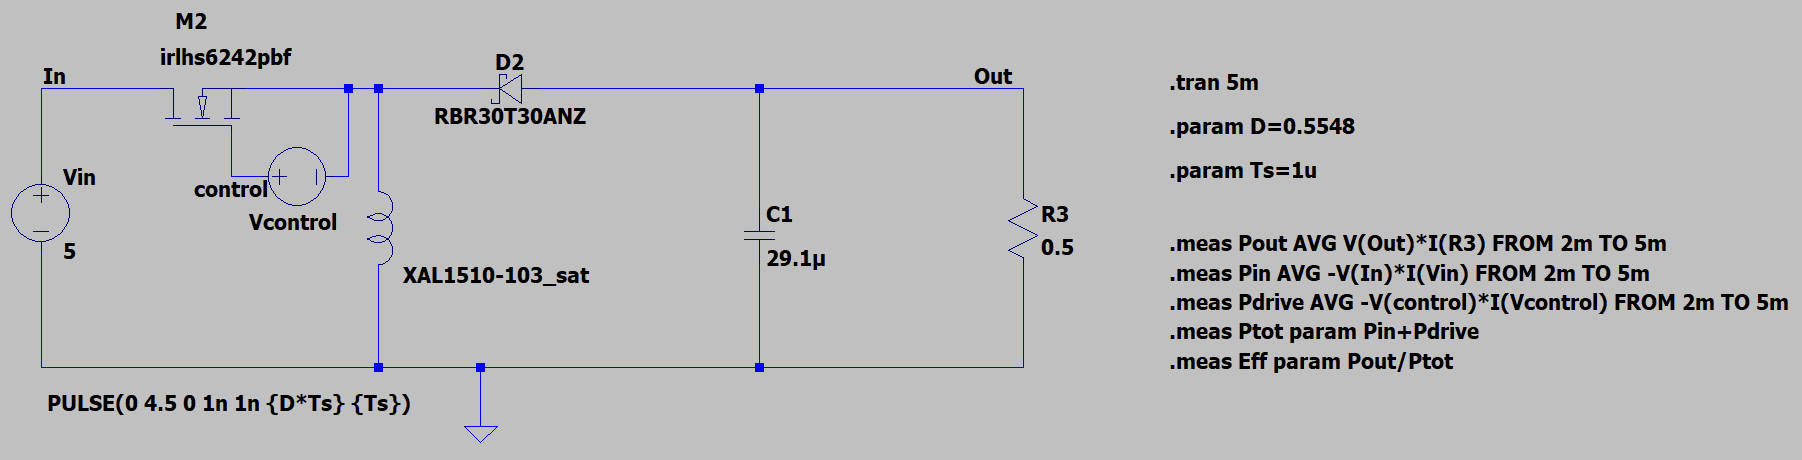 M2
irlhs6242pbf
In
D2
RBR30T30ANZ
Out
Vin
5
control
Vcontrol
XAL1510-103_sat
C1
29.1µ
R3
0.5
PULSE(0 4.5 0 1n 1n {D*Ts} {Ts})
.tran 5m
.param D=0.5548
.param Ts=1u
.meas Pout AVG V(Out)*I(R3) FROM 2m TO 5m
.meas Pin AVG -V(In)*I(Vin) FROM 2m TO 5m
.meas Pdrive AVG -V(control)*I(Vcontrol) FROM 2m TO 5m
.meas Ptot param Pin+Pdrive
.meas Eff param Pout/Ptot